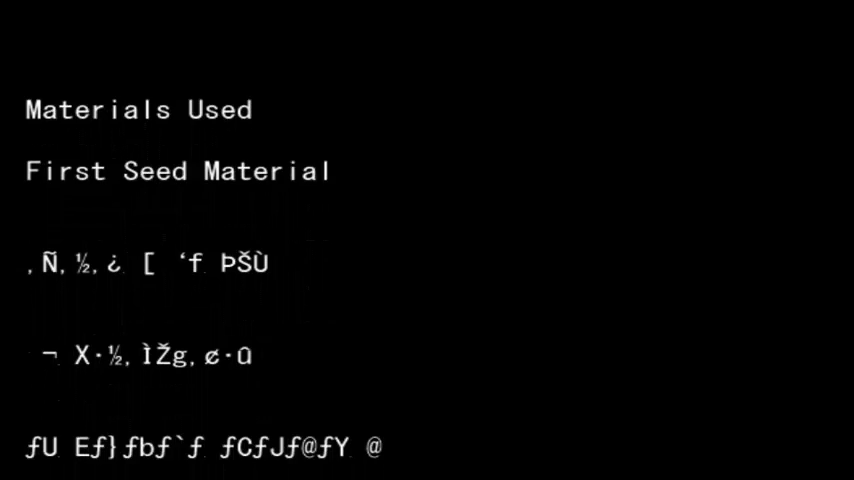 Materials Used
First Seed Material
‚Ñ‚½‚¿ [ ‘f ÞŠÙ
¬ X·½‚ÌŽg‚¢·û
ƒU Eƒ}ƒbƒ`ƒ ƒCƒJƒ@ƒY @